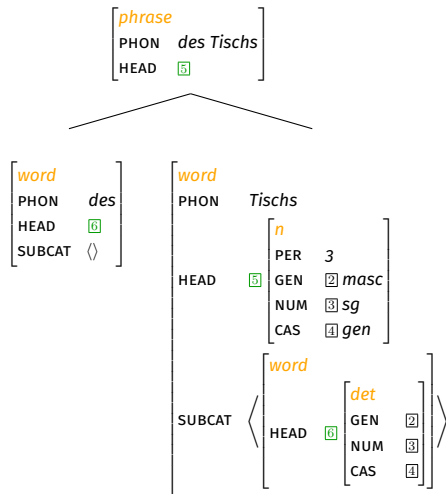 phrase
PHON des Tischs
HEAD 5
word
PHON des
HEAD 6
SUBCAT ⟨⟩
word
PHON Tischs
HEAD 5
n
PER 3
GEN 2 masc
NUM 3 sg
CAS 4 gen
SUBCAT ⟨ ⟩
word
HEAD 6
det
GEN 2
NUM 3
CAS 4